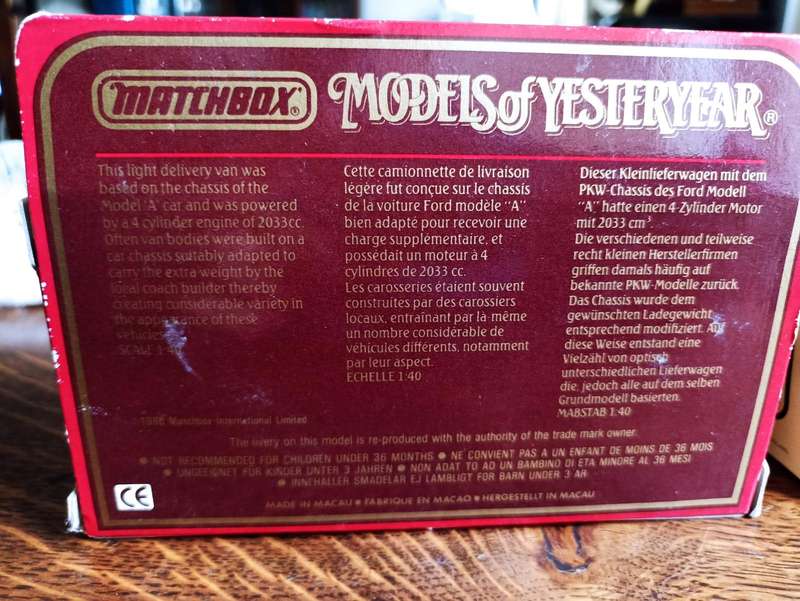 MATCHBOX®
MODELS of YESTERYEAR®
This light delivery van was
based on the chassis of the
Model 'A' car and was powered
by a 4 cylinder engine of 2033cc.
Often van bodies were built on a
car chassis suitably adapted to
carry the extra weight by the
local coach builder thereby
creating considerable variety in
the appearance of these
vehicles.
SCALE 1:40
Cette camionnette de livraison
légère fut conçue sur le chassis
de la voiture Ford modèle "A"
bien adapté pour recevoir une
charge supplémentaire, et
possédait un moteur à 4
cylindres de 2033 cc.
Les carosseries étaient souvent
construites par des carossiers
locaux, entraînant par là-même
un nombre considérable de
véhicules différents, notamment
par leur aspect.
ECHELLE 1:40
Dieser Kleinlieferwagen mit dem
PKW-Chassis des Ford Modell
"A" hatte einen 4-Zylinder Motor
mit 2033 cm³.
Die verschiedenen und teilweise
recht kleinen Herstellerfirmen
griffen damals häufig auf
bekannte PKW-Modelle zurück.
Das Chassis wurde dem
gewünschten Ladegewicht
entsprechend modifiziert. Auf
diese Weise entstand eine
Vielzähl von optisch
unterschiedlichen Lieferwagen
die, jedoch alle auf dem selben
Grundmodell basierten.
MABSTAB 1:40
1986 Matchbox International Limited
The livery on this model is re-produced with the authority of the trade mark owner.
● NOT RECOMMENDED FOR CHILDREN UNDER 36 MONTHS ● NE CONVIENT PAS A UN ENFANT DE MOINS DE 36 MOIS
● UNGEEIGNET FUR KINDER UNTER 3 JAHREN ● NON ADAT TO AD UN BAMBINO DI ETA MINORE AL 36 MESI
● INNEHALLER SMADELAR EJ LAMBLIGT FOR BARN UNDER 3 AR
CE
MADE IN MACAU ● FABRIQUE EN MACAO ● HERGESTELLT IN MACAU